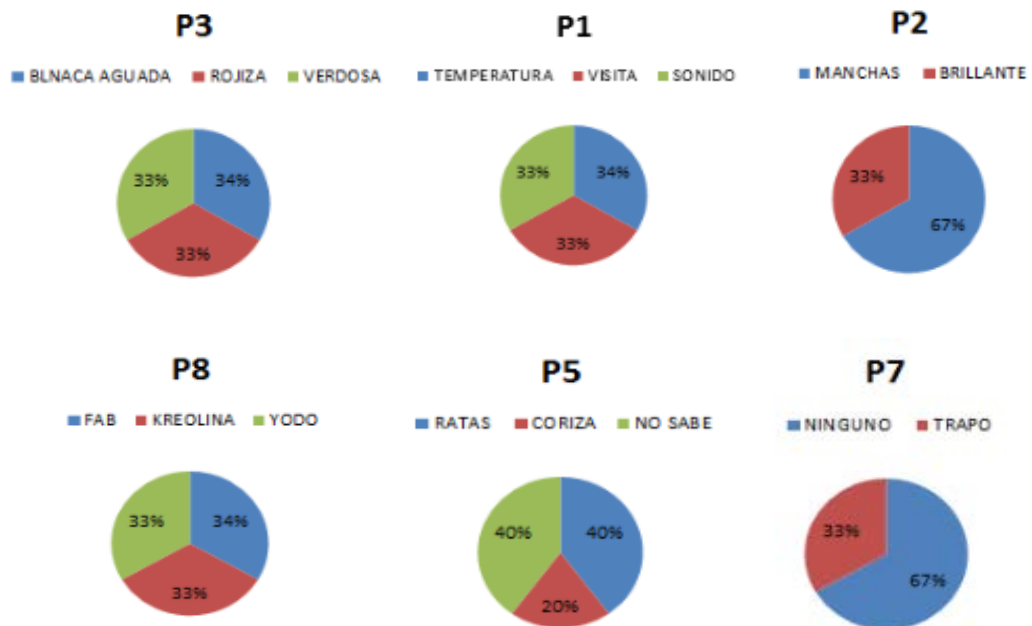 P3
BLNACA AGUADA ROJIZA VERDOSA
33% 34%
33%
P1
TEMPERATURA VISITA SONIDO
33% 34%
33%
P2
MANCHAS BRILLANTE
33%
67%
P8
FAB KREOLINA YODO
33% 34%
33%
P5
RATAS CORIZA NO SABE
40% 40%
20%
P7
NINGUNO TRAPO
33%
67%